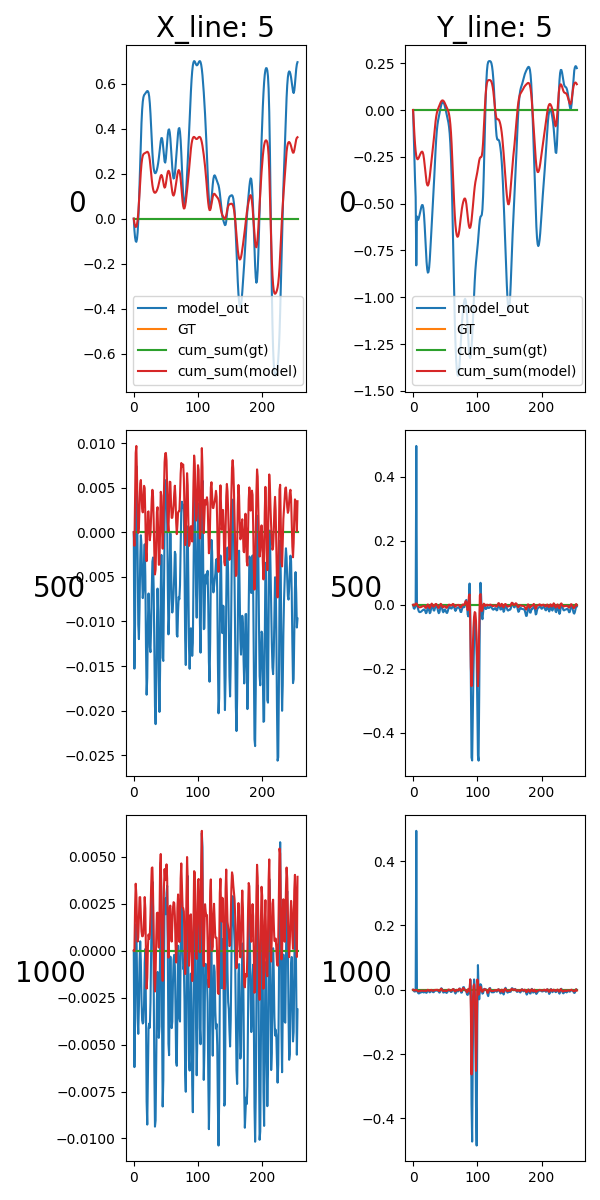 X_line: 5 Y_line: 5
0.6 0.25
0.4 0.00
0.2 −0.25
0 0.0 0 −0.50
−0.2 −0.75
−0.4 −1.00
−0.6 −1.25
−1.50
model_out model_out
GT GT
cum_sum(gt) cum_sum(gt)
cum_sum(model) cum_sum(model)
0 100 200 0 100 200
0.010 0.4
0.005 0.2
0.000 0.0
500 −0.005 500
−0.010 −0.2
−0.015 −0.4
−0.020
−0.025
0 100 200 0 100 200
0.0050 0.4
0.0025 0.2
0.0000 0.0
1000 1000
−0.0025 −0.2
−0.0050 −0.4
−0.0075
−0.0100
0 100 200 0 100 200